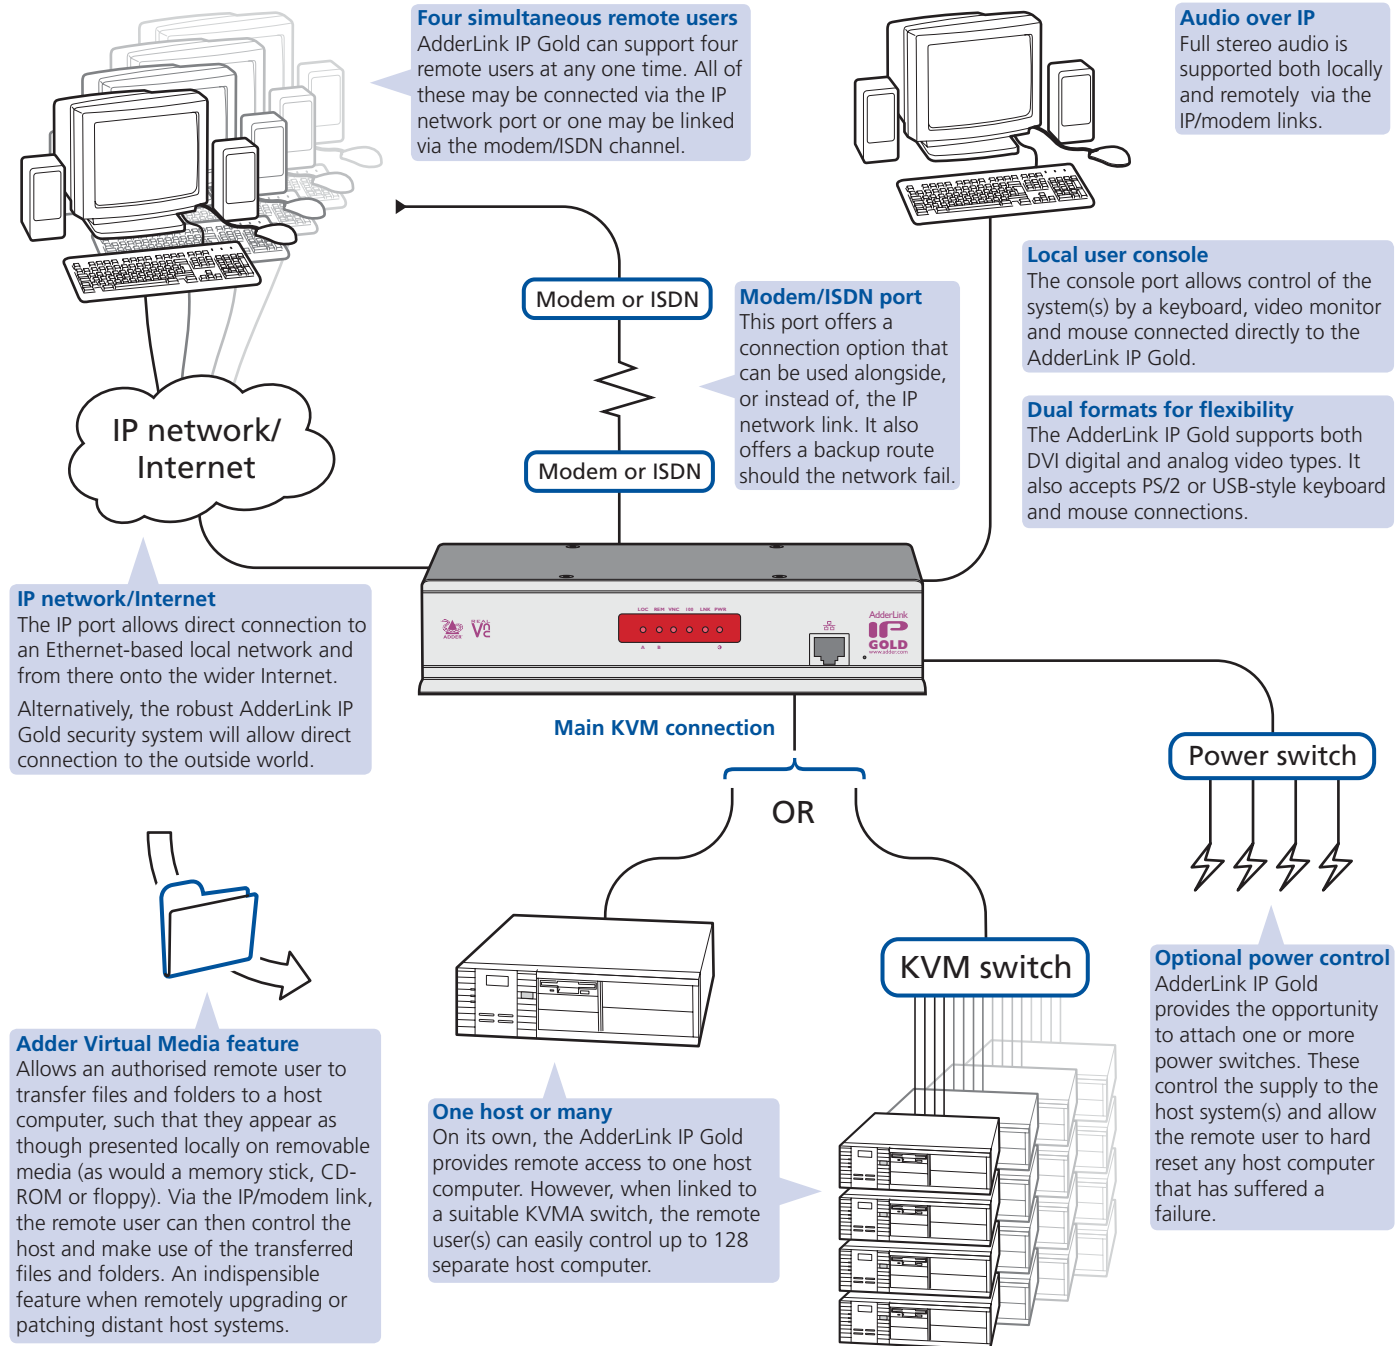 Four simultaneous remote users
AdderLink IP Gold can support four
remote users at any one time. All of
these may be connected via the IP
network port or one may be linked
via the modem/ISDN channel.
Audio over IP
Full stereo audio is
supported both locally
and remotely via the
IP/modem links.
Local user console
The console port allows control of the
system(s) by a keyboard, video monitor
and mouse connected directly to the
AdderLink IP Gold.
Modem or ISDN
Modem/ISDN port
This port offers a
connection option that
can be used alongside,
or instead of, the IP
network link. It also
offers a backup route
should the network fail.
Modem or ISDN
Dual formats for flexibility
The AdderLink IP Gold supports both
DVI digital and analog video types. It
also accepts PS/2 or USB-style keyboard
and mouse connections.
IP network/
Internet
IP network/Internet
The IP port allows direct connection to
an Ethernet-based local network and
from there onto the wider Internet.
Alternatively, the robust AdderLink IP
Gold security system will allow direct
connection to the outside world.
ADDER
REAL
Vnc
LOC REM VNC 100 LNK PWR
A B
AdderLink
IP
GOLD
www.adder.com
Main KVM connection
Power switch
OR
KVM switch
Optional power control
AdderLink IP Gold
provides the opportunity
to attach one or more
power switches. These
control the supply to the
host system(s) and allow
the remote user to hard
reset any host computer
that has suffered a
failure.
Adder Virtual Media feature
Allows an authorised remote user to
transfer files and folders to a host
computer, such that they appear as
though presented locally on removable
media (as would a memory stick, CD-
ROM or floppy). Via the IP/modem link,
the remote user can then control the
host and make use of the transferred
files and folders. An indispensible
feature when remotely upgrading or
patching distant host systems.
One host or many
On its own, the AdderLink IP Gold
provides remote access to one host
computer. However, when linked to
a suitable KVMA switch, the remote
user(s) can easily control up to 128
separate host computer.